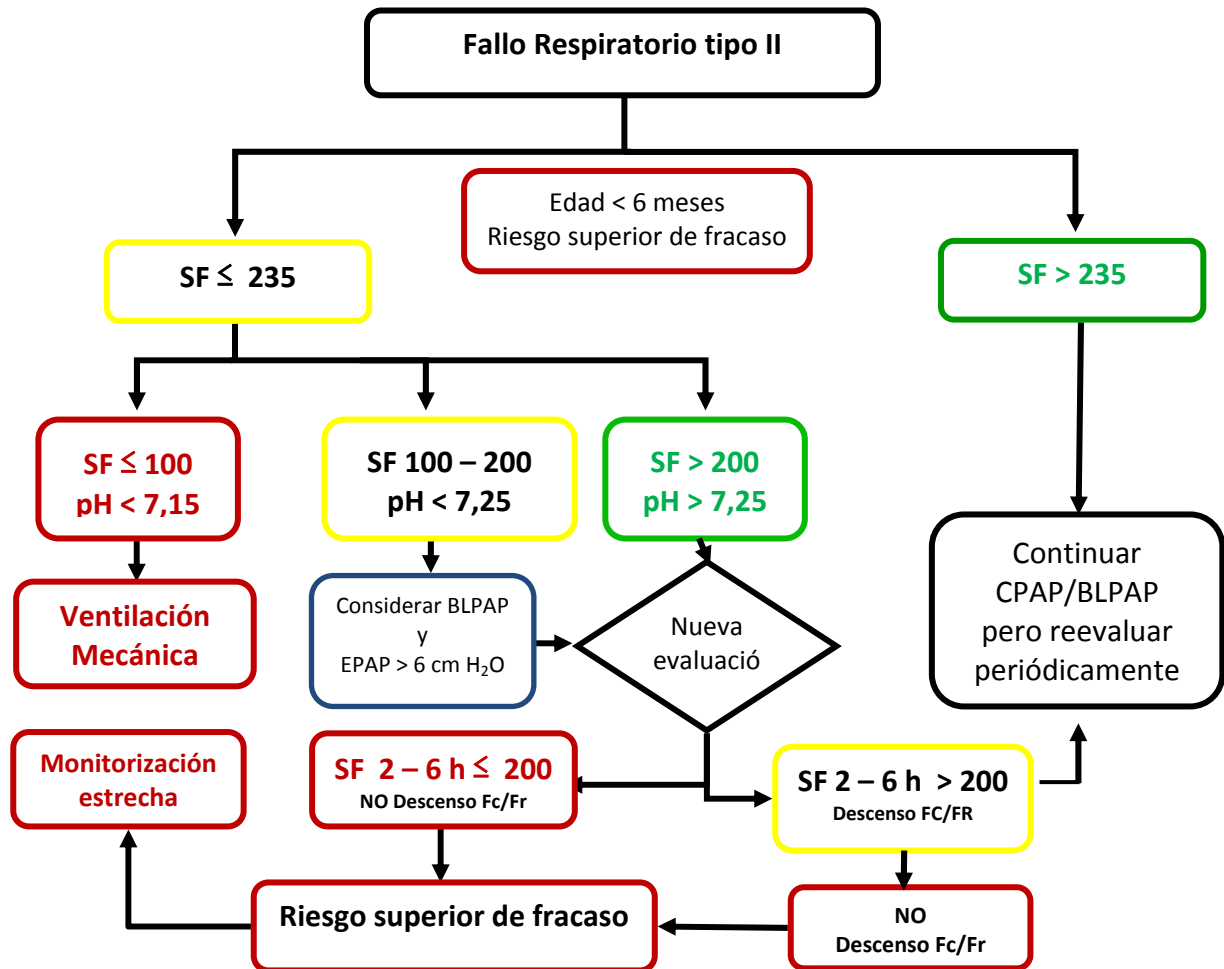 Fallo Respiratorio tipo II
Edad < 6 meses
Riesgo superior de fracaso
SF ≤ 235
SF > 235
SF ≤ 100
pH < 7,15
SF 100 – 200
pH < 7,25
SF > 200
pH > 7,25
Ventilación
Mecánica
Considerar BLPAP
y
EPAP > 6 cm H₂O
Nueva
evaluació
Continuar
CPAP/BLPAP
pero reevaluar
periódicamente
Monitorización
estrecha
SF 2 – 6 h ≤ 200
NO Descenso Fc/Fr
SF 2 – 6 h > 200
Descenso FC/FR
Riesgo superior de fracaso
NO
Descenso Fc/Fr